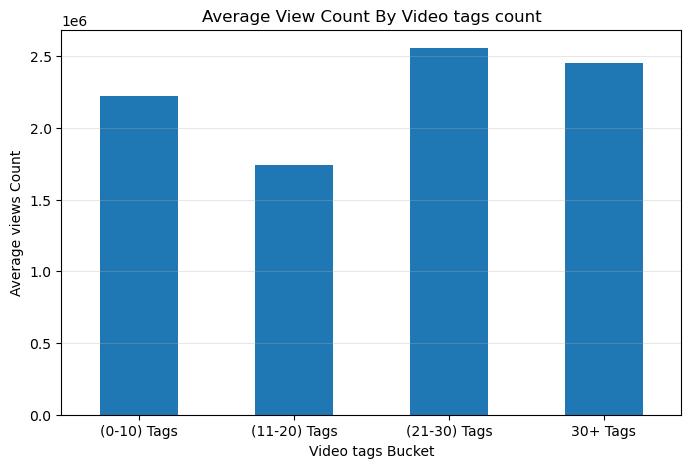 Average View Count By Video tags count
1e6
2.5
2.0
1.5
1.0
0.5
0.0
Average views Count
(0-10) Tags
(11-20) Tags
(21-30) Tags
30+ Tags
Video tags Bucket